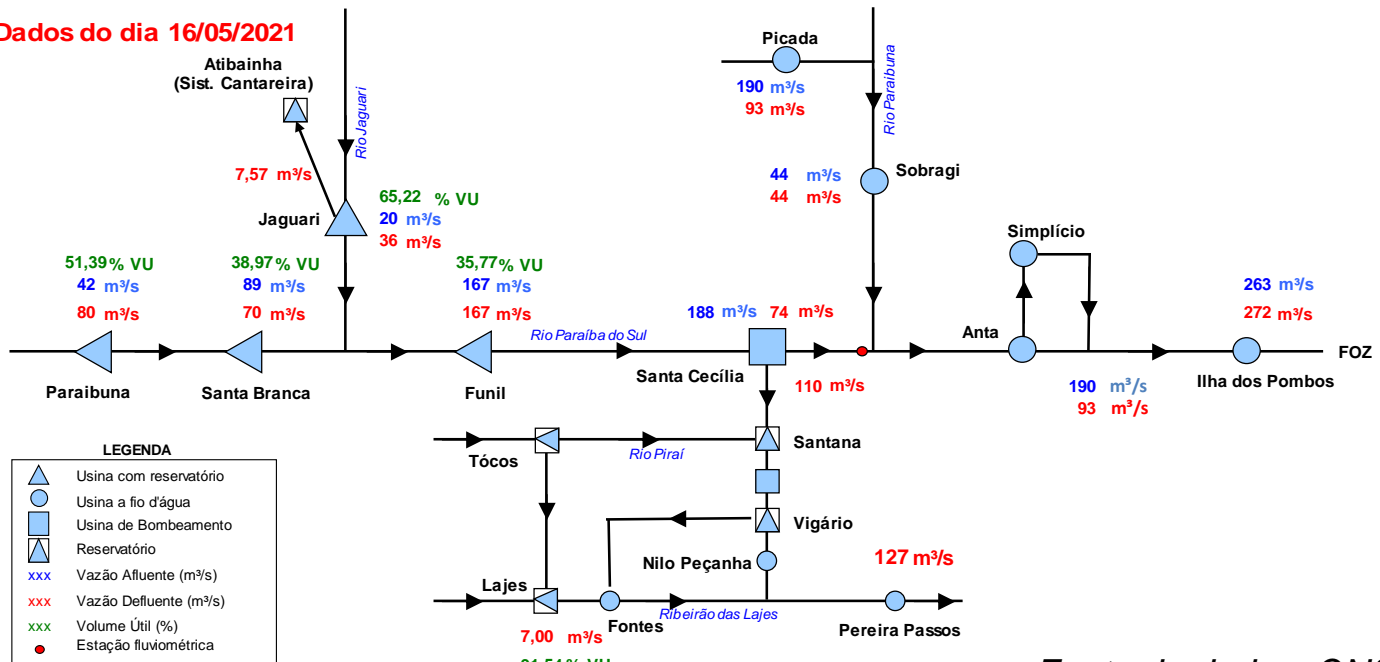 Dados do dia 16/05/2021
Atibainha
(Sist. Cantareira)
Rio Jaguari
7,57 m³/s
Jaguari
65,22 % VU
20 m³/s
36 m³/s
Picada
190 m³/s
93 m³/s
Rio Paraibuna
44 m³/s
44 m³/s
Sobragi
51,39 % VU
42 m³/s
80 m³/s
Paraibuna
38,97 % VU
89 m³/s
70 m³/s
Santa Branca
35,77 % VU
167 m³/s
167 m³/s
Funil
Rio Paraíba do Sul
188 m³/s 74 m³/s
Santa Cecília
110 m³/s
Simplício
Anta
190 m³/s
93 m³/s
263 m³/s
272 m³/s
Ilha dos Pombos
FOZ
Tócos
Rio Piraí
Santana
Vigário
Nilo Peçanha
127 m³/s
Lajes
Fontes
Ribeirão das Lajes
Pereira Passos
7,00 m³/s
LEGENDA
Usina com reservatório
Usina a fio d'água
Usina de Bombeamento
Reservatório
xxx Vazão Afluente (m³/s)
xxx Vazão Defluente (m³/s)
xxx Volume Útil (%)
Estação fluviométrica